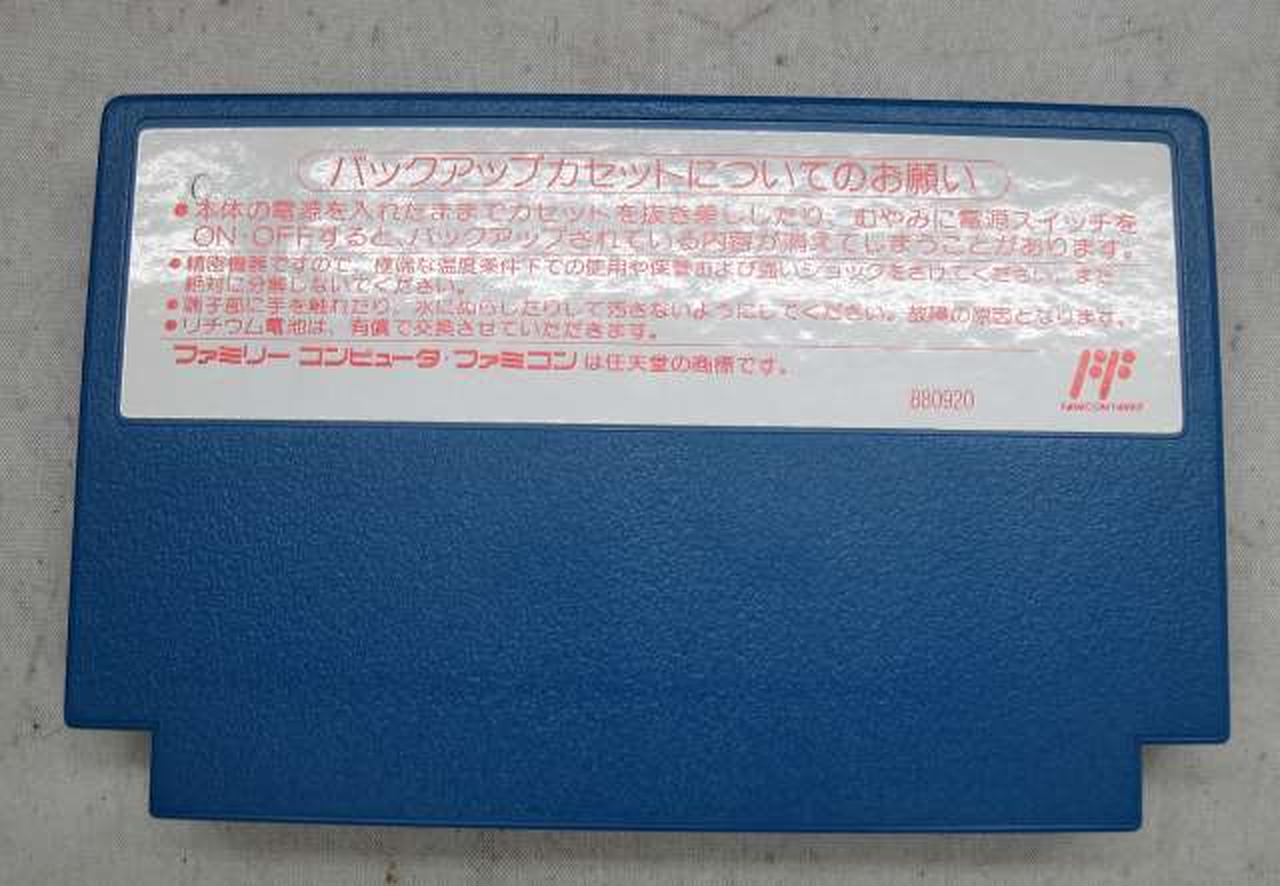 バックアップカセットについてのお願い
C
●本体の電源を入れたままでカセットを抜き差ししたり、むやみに電源スイッチを
ON・OFFすると、バックアップされている内容が消えてしまうことがあります。
●精密機器ですので、極端な温度条件下での使用や保管および強いショックをさけてください。また
絶対に分解しないでください。
●端子部に手を触れたり、水にぬらしたりして汚さないようにしてください。故障の原因となります。
●リチウム電池は、有償で交換させていただきます。
ファミリーコンピュータ・ファミコンは任天堂の商標です。
880920
FAMICOM FAMILY